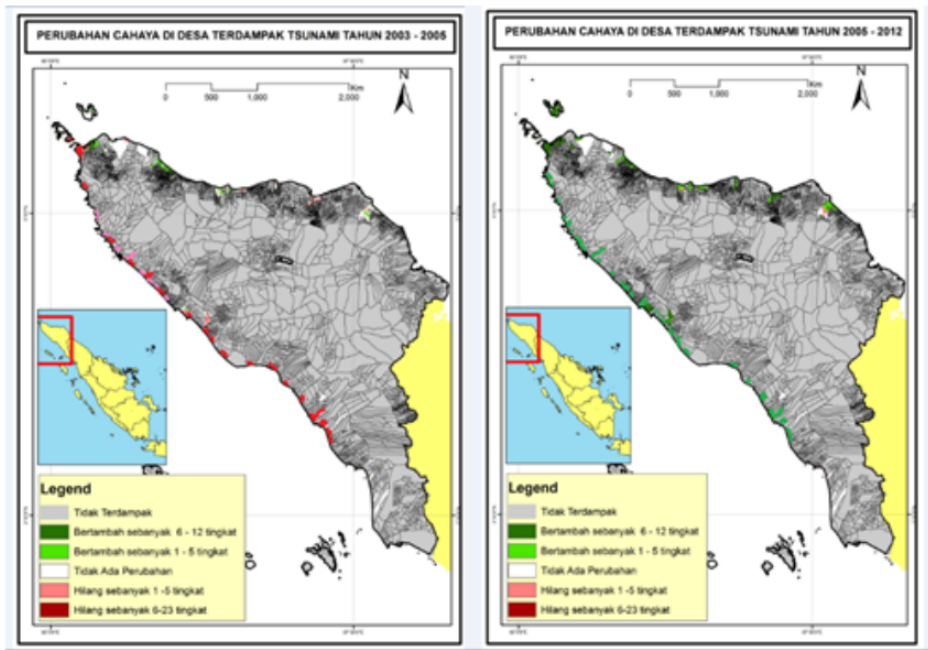 PERUBAHAN CAHAYA DI DESA TERDAMPAK TSUNAMI TAHUN 2003 - 2005
N
Km
0 500 1,000 2,000
Legend
Tidak Terdampak
Bertambah sebanyak 6 - 12 tingkat
Bertambah sebanyak 1 - 5 tingkat
Tidak Ada Perubahan
Hilang sebanyak 1 -5 tingkat
Hilang sebanyak 6-23 tingkat
PERUBAHAN CAHAYA DI DESA TERDAMPAK TSUNAMI TAHUN 2005 - 2012
N
Km
0 500 1,000 2,000
Legend
Tidak Terdampak
Bertambah sebanyak 6 - 12 tingkat
Bertambah sebanyak 1 - 5 tingkat
Tidak Ada Perubahan
Hilang sebanyak 1 -5 tingkat
Hilang sebanyak 6-23 tingkat